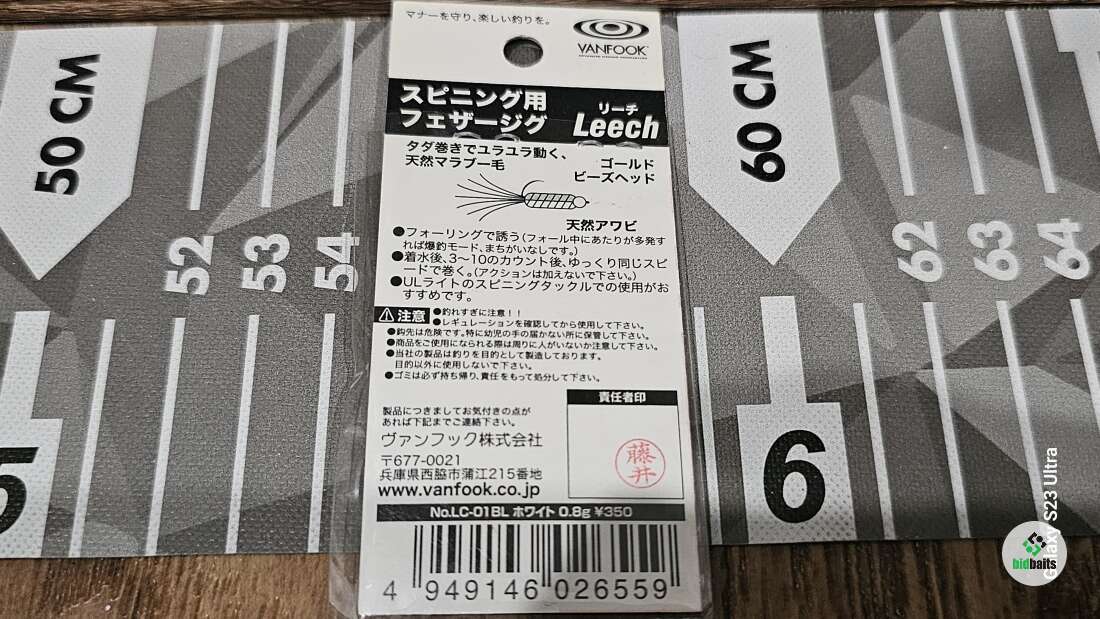 マナーを守り、楽しい釣りを。
VANFOOK
スピニング用
フェザージグ
リーチ
Leech
タダ巻きでユラユラ動く、
天然マラブー毛
ゴールド
ビーズヘッド
天然アワビ
●フォーリングで誘う(フォール中にあたりが多発す
れば爆釣モード、まちがいなしです。)
●着水後、3〜10のカウント後、ゆっくり同じスピ
ードで巻く。(アクションは加えないで下さい。)
●ULライトのスピニングタックルでの使用がお
すすめです。
注意
●釣れすぎに注意!!
●レギュレーションを確認してから使用して下さい。
●鈎先は危険です。特に幼児の手の届かない所に保管して下さい。
●商品をご使用になられる際は周りに人がいないか注意して下さい。
●当社の製品は釣りを目的として製造しております。
目的以外に使用しないで下さい。
●ゴミは必ず持ち帰り、責任をもって処分して下さい。
製品につきましてお気付きの点が
あれば下記までご連絡下さい。
ヴァンフック株式会社
〒677-0021
兵庫県西脇市蒲江215番地
www.vanfook.co.jp
責任者印
藤井
No.LC-01BL ホワイト 0.8g ¥350
4 949146 026559
50 CM
52
53
54
5
60 CM
62
63
64
6
Galaxy S23 Ultra
bidbaits